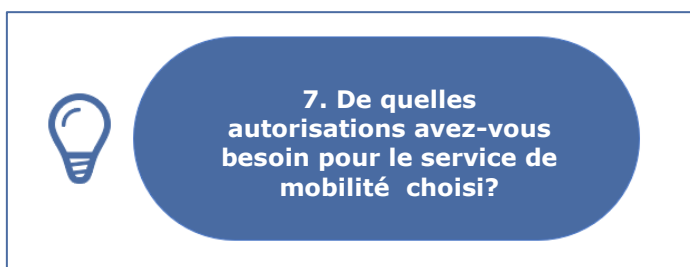 7. De quelles
autorisations avez-vous
besoin pour le service de
mobilité choisi?